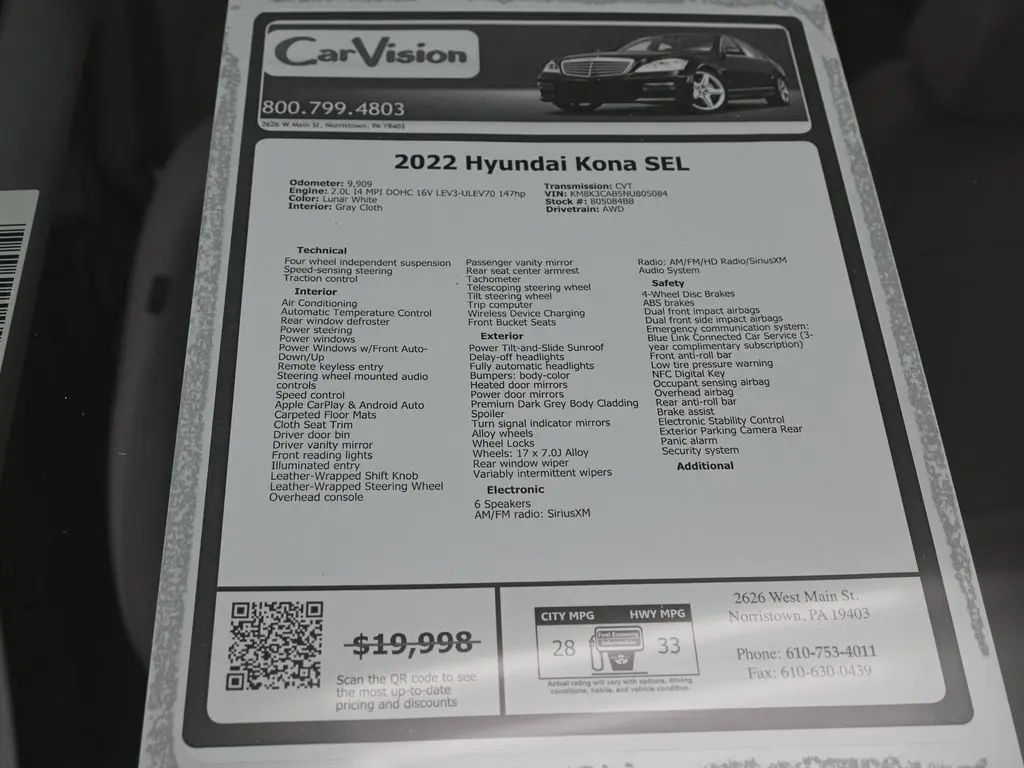 CarVision
800.799.4803
2626 W Main St, Norristown, PA 19403
2022 Hyundai Kona SEL
Odometer: 9,909
Engine: 2.0L I4 MPI DOHC 16V LEV3-ULEV70 147hp
Color: Lunar White
Interior: Gray Cloth
Transmission: CVT
VIN: KM8K3CAB5NU805084
Stock #: 805084BB
Drivetrain: AWD
Technical
Four wheel independent suspension
Speed-sensing steering
Traction control
Interior
Air Conditioning
Automatic Temperature Control
Rear window defroster
Power steering
Power windows
Power Windows w/Front Auto-
Down/Up
Remote keyless entry
Steering wheel mounted audio
controls
Speed control
Apple CarPlay & Android Auto
Carpeted Floor Mats
Cloth Seat Trim
Driver door bin
Driver vanity mirror
Front reading lights
Illuminated entry
Leather-Wrapped Shift Knob
Leather-Wrapped Steering Wheel
Overhead console
Passenger vanity mirror
Rear seat center armrest
Tachometer
Telescoping steering wheel
Tilt steering wheel
Trip computer
Wireless Device Charging
Front Bucket Seats
Exterior
Power Tilt-and-Slide Sunroof
Delay-off headlights
Fully automatic headlights
Bumpers: body-color
Heated door mirrors
Power door mirrors
Premium Dark Grey Body Cladding
Spoiler
Turn signal indicator mirrors
Alloy wheels
Wheel Locks
Wheels: 17 x 7.0J Alloy
Rear window wiper
Variably intermittent wipers
Electronic
6 Speakers
AM/FM radio: SiriusXM
Radio: AM/FM/HD Radio/SiriusXM
Audio System
Safety
4-Wheel Disc Brakes
ABS brakes
Dual front impact airbags
Dual front side impact airbags
Emergency communication system:
Blue Link Connected Car Service (3-
year complimentary subscription)
Front anti-roll bar
Low tire pressure warning
NFC Digital Key
Occupant sensing airbag
Overhead airbag
Rear anti-roll bar
Brake assist
Electronic Stability Control
Exterior Parking Camera Rear
Panic alarm
Security system
Additional
$19,998
Scan the QR code to see
the most up-to-date
pricing and discounts
CITY MPG HWY MPG
Fuel Economy
28 33
Actual rating will vary with options, driving
conditions, habits, and vehicle condition.
2626 West Main St.
Norristown, PA 19403
Phone: 610-753-4011
Fax: 610-630-0439